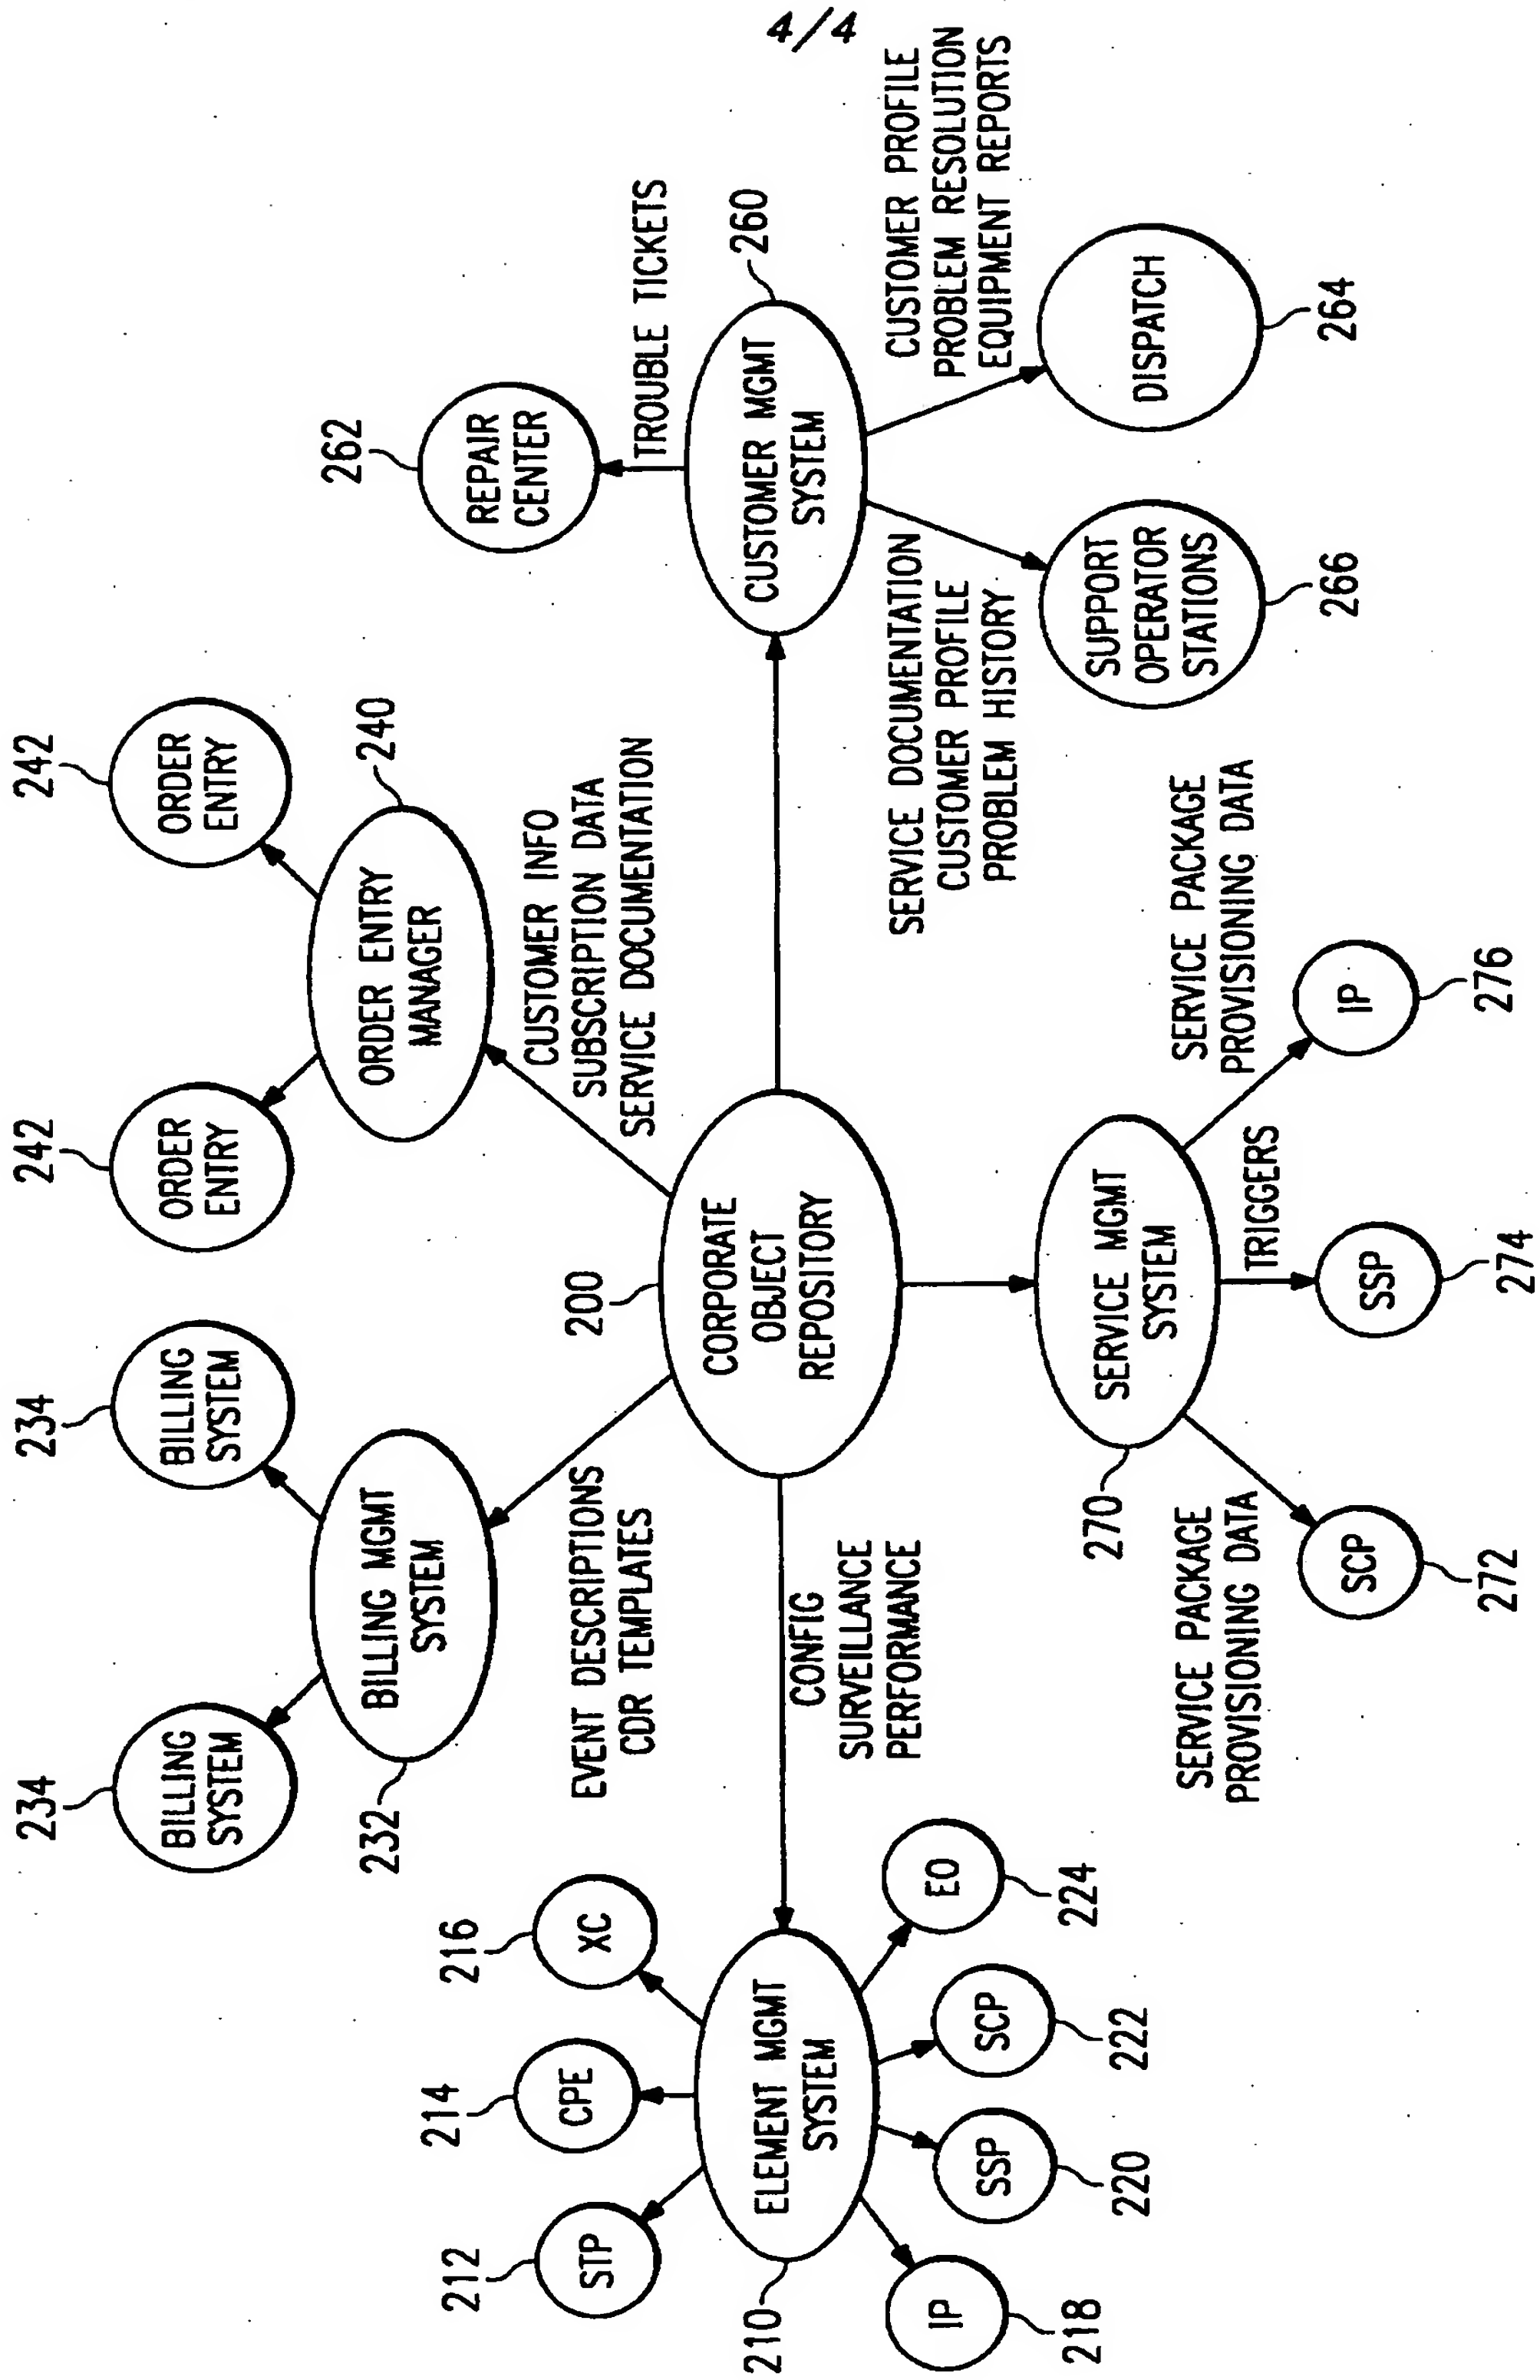 4/4
234
BILLING
SYSTEM
234
BILLING
SYSTEM
232
BILLING MGMT
SYSTEM
EVENT DESCRIPTIONS
CDR TEMPLATES
242
ORDER
ENTRY
242
ORDER
ENTRY
240
ORDER ENTRY
MANAGER
CUSTOMER INFO
SUBSCRIPTION DATA
SERVICE DOCUMENTATION
262
REPAIR
CENTER
TROUBLE TICKETS
260
CUSTOMER MGMT
SYSTEM
CUSTOMER PROFILE
PROBLEM RESOLUTION
EQUIPMENT REPORTS
DISPATCH
264
SERVICE DOCUMENTATION
CUSTOMER PROFILE
PROBLEM HISTORY
SUPPORT
OPERATOR
STATIONS
266
200
CORPORATE
OBJECT
REPOSITORY
CONFIG
SURVEILLANCE
PERFORMANCE
212
STP
214
CPE
216
XC
210
ELEMENT MGMT
SYSTEM
IP
218
SSP
220
SCP
222
EO
224
270
SERVICE MGMT
SYSTEM
SERVICE PACKAGE
PROVISIONING DATA
SCP
272
TRIGGERS
SSP
274
SERVICE PACKAGE
PROVISIONING DATA
IP
276